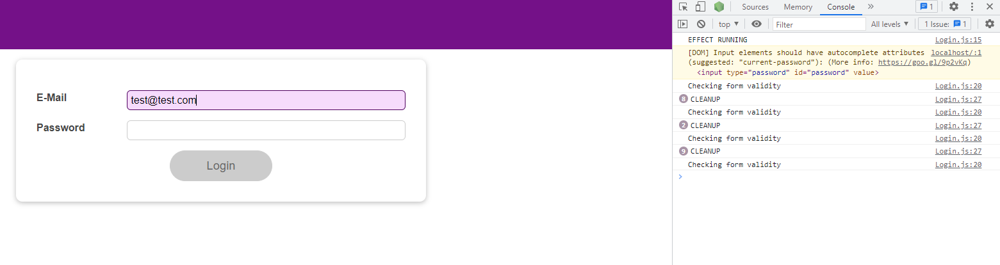 Sources Memory Console 1
top Filter All levels 1 Issue: 1
E-Mail test@test.com
Password
Login
EFFECT RUNNING Login.js:15
[DOM] Input elements should have autocomplete attributes localhost/:1
(suggested: "current-password"): (More info: https://goo.gl/9p2vKq)
<input type="password" id="password" value>
Checking form validity Login.js:20
8 CLEANUP Login.js:27
Checking form validity Login.js:20
2 CLEANUP Login.js:27
Checking form validity Login.js:20
9 CLEANUP Login.js:27
Checking form validity Login.js:20